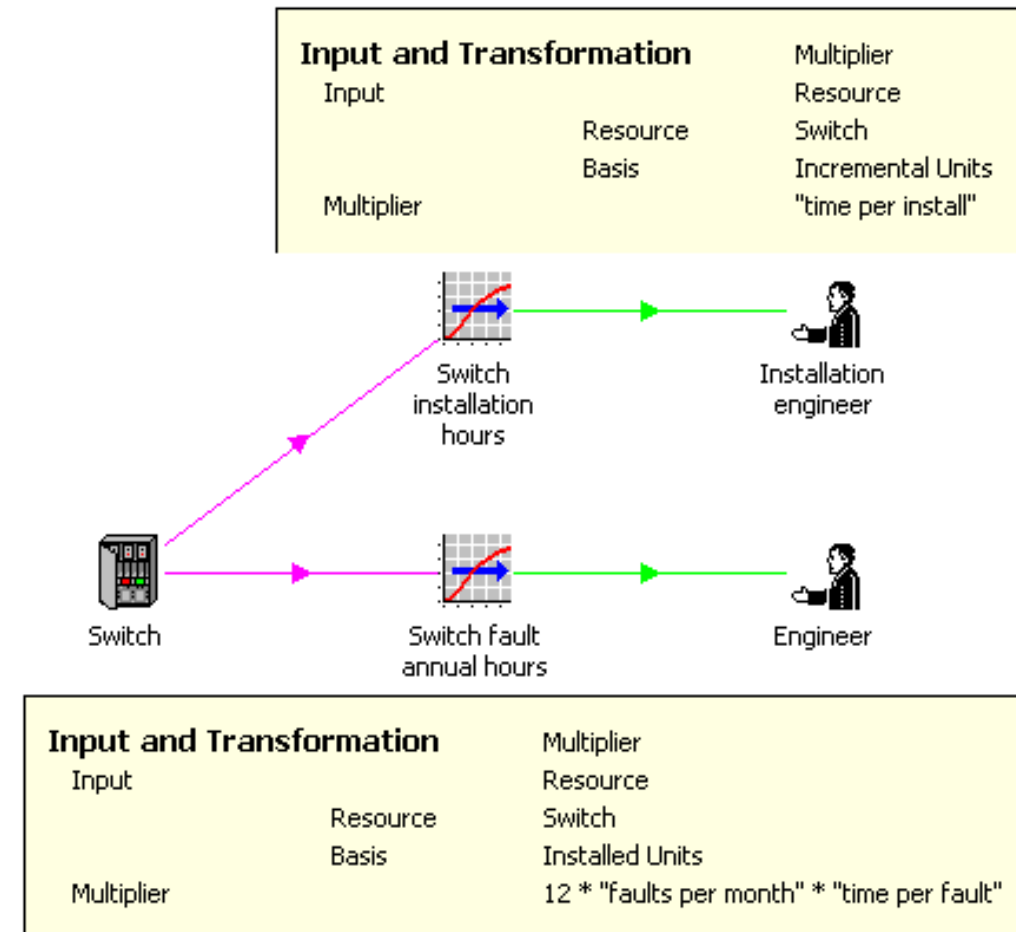 Input and Transformation Multiplier
Input Resource
Resource Switch
Basis Incremental Units
Multiplier "time per install"
Switch
installation
hours
Installation
engineer
Switch
Switch fault
annual hours
Engineer
Input and Transformation Multiplier
Input Resource
Resource Switch
Basis Installed Units
Multiplier 12 * "faults per month" * "time per fault"